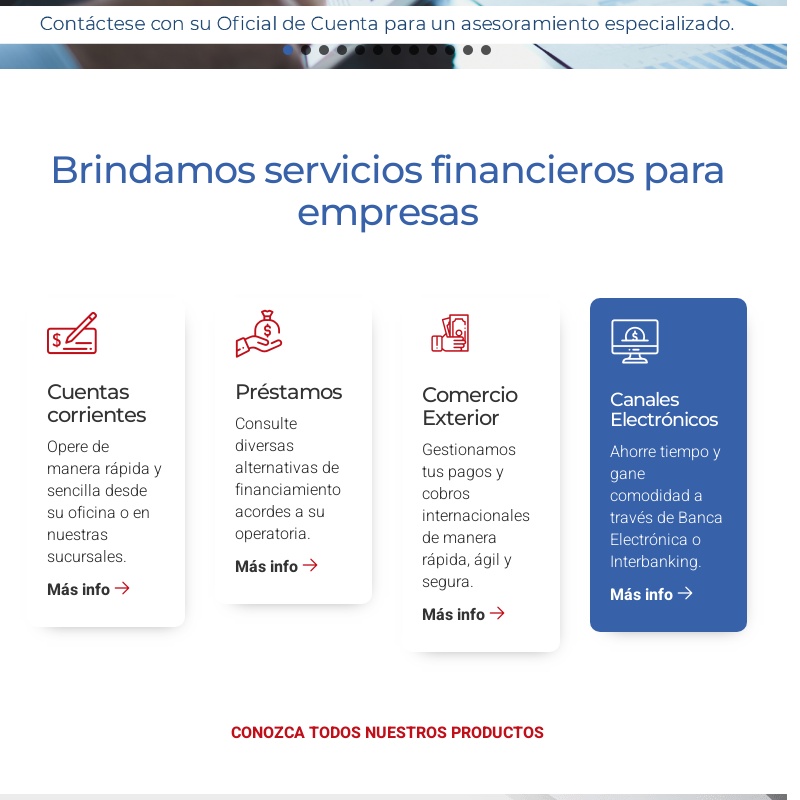 Contáctese con su Oficial de Cuenta para un asesoramiento especializado.
Brindamos servicios financieros para
empresas
Cuentas
corrientes
Opere de
manera rápida y
sencilla desde
su oficina o en
nuestras
sucursales.
Más info
Préstamos
Consulte
diversas
alternativas de
financiamiento
acordes a su
operatoria.
Más info
Comercio
Exterior
Gestionamos
tus pagos y
cobros
internacionales
de manera
rápida, ágil y
segura.
Más info
Canales
Electrónicos
Ahorre tiempo y
gane
comodidad a
través de Banca
Electrónica o
Interbanking.
Más info
CONOZCA TODOS NUESTROS PRODUCTOS